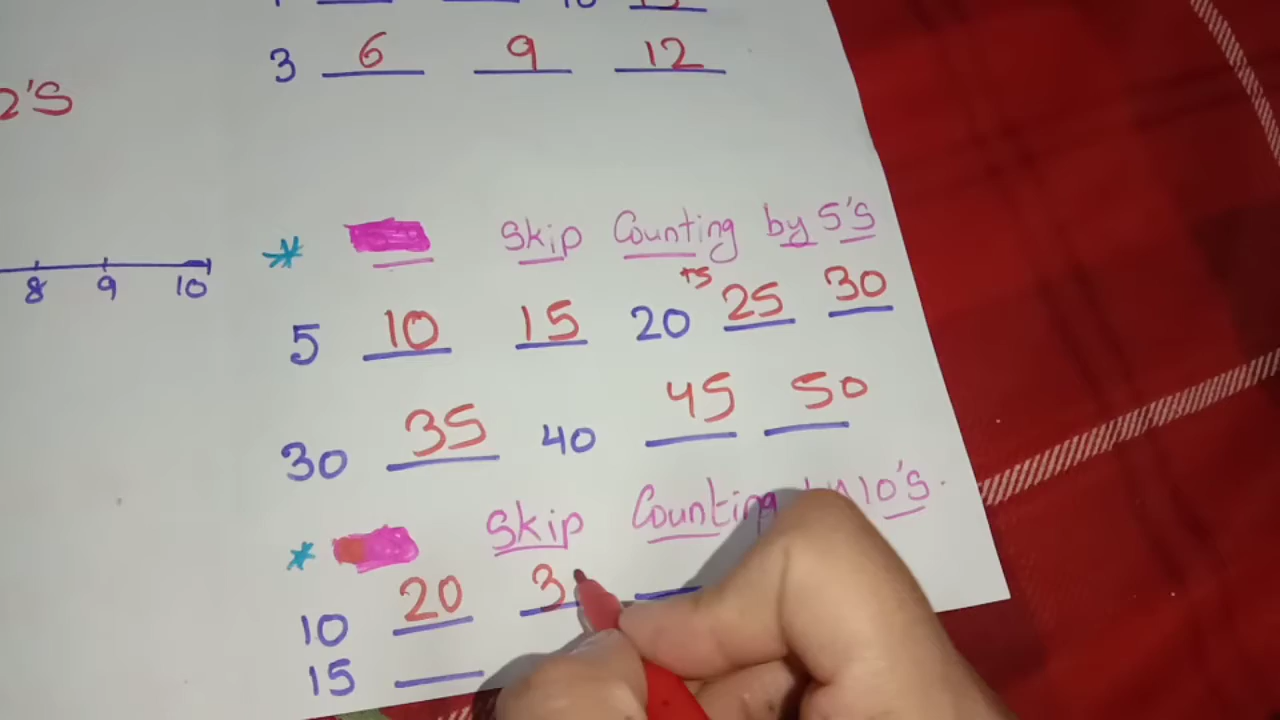 2'S
3 6 9 12
Skip Counting by 5'S
8 9 10
+5
5 10 15 20 25 30
30 35 40 45 50
Skip Counting 10'S
10 20 3
15